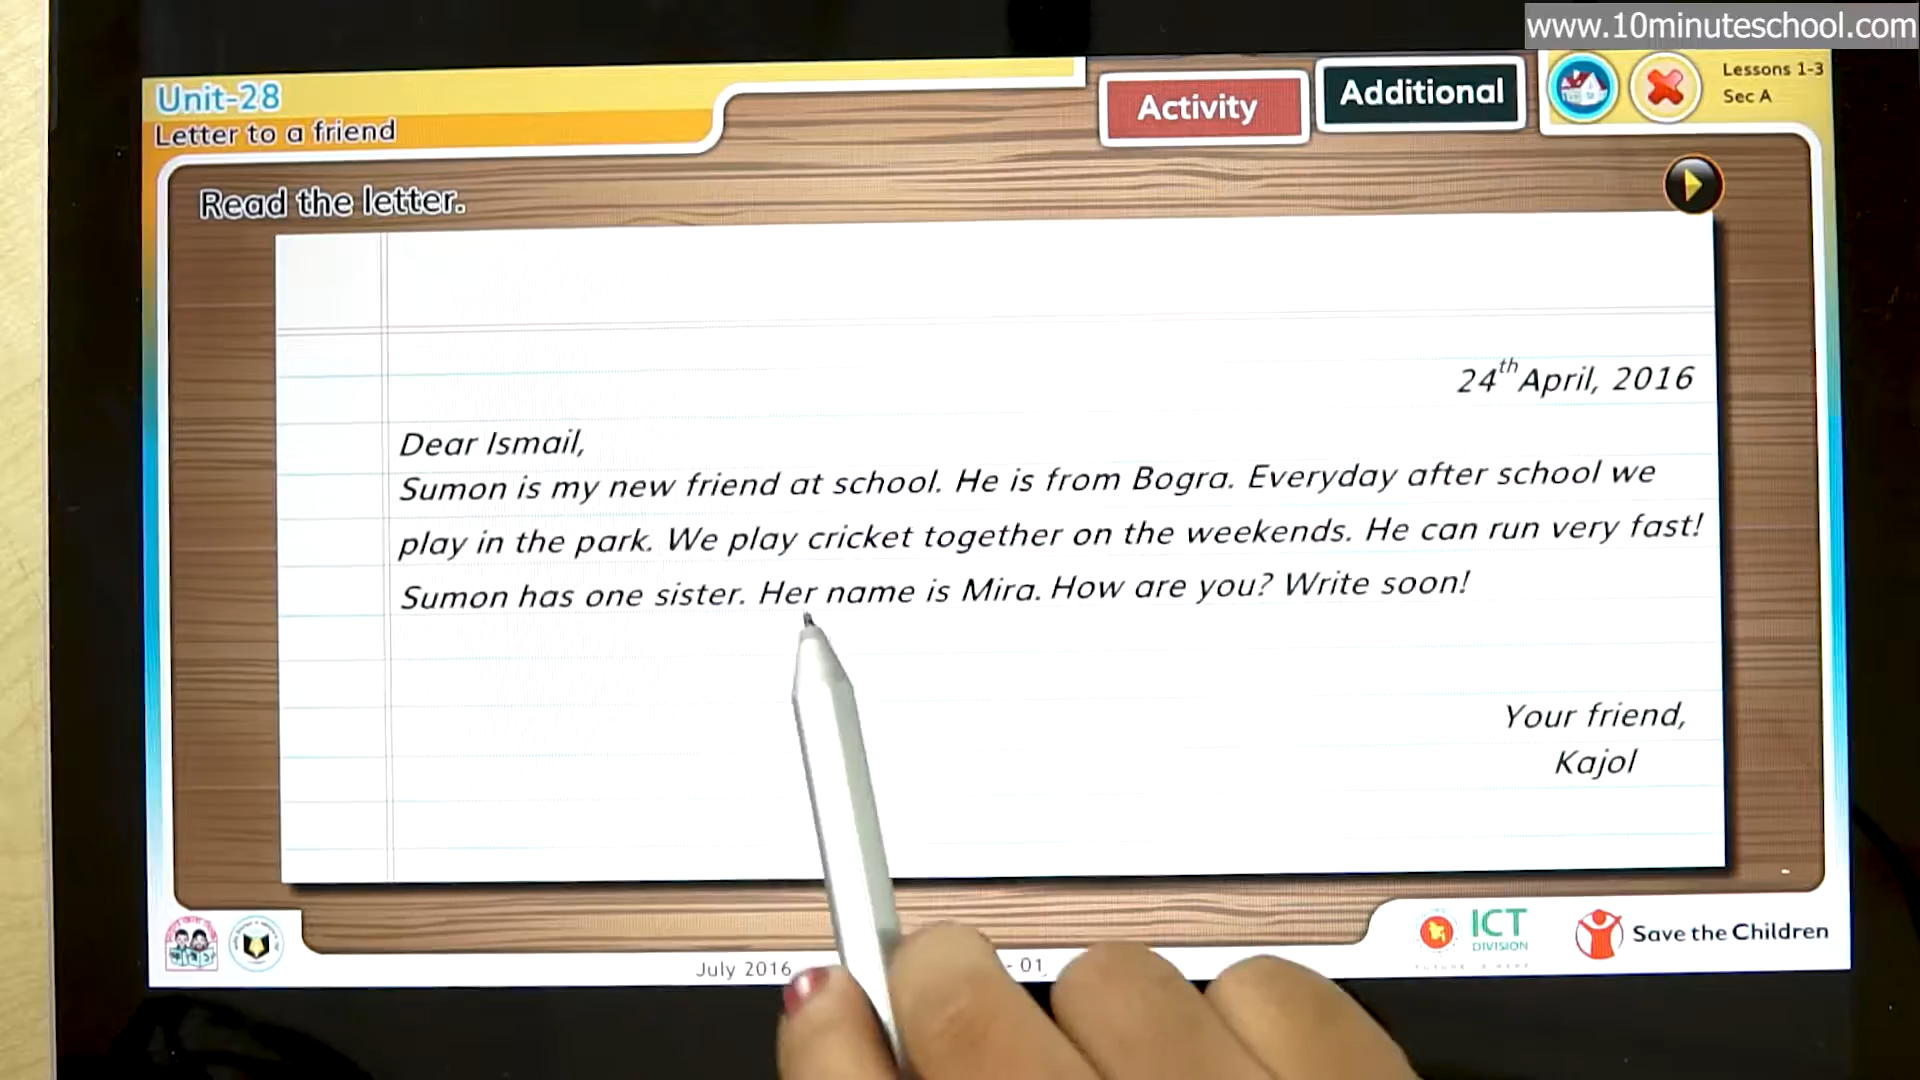 www.10minuteschool.com
Unit-28
Letter to a friend
Activity
Additional
Lessons 1-3
Sec A
Read the letter.
24th April, 2016
Dear Ismail,
Sumon is my new friend at school. He is from Bogra. Everyday after school we
play in the park. We play cricket together on the weekends. He can run very fast!
Sumon has one sister. Her name is Mira. How are you? Write soon!
Your friend,
Kajol
ICT
DIVISION
Save the Children
July 2016
- 01